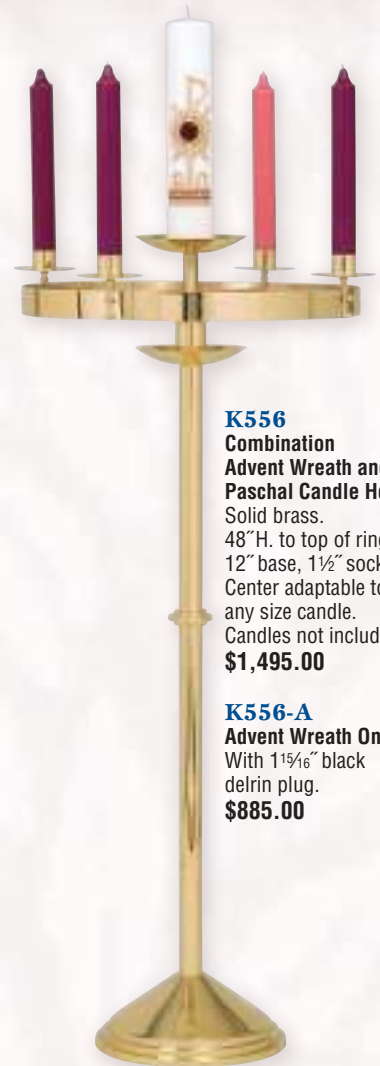 K556
Combination
Advent Wreath and
Paschal Candle Ho
Solid brass.
48″H. to top of ring
12″ base, 1½″ sock
Center adaptable to
any size candle.
Candles not includ
$1,495.00
K556-A
Advent Wreath On
With 1¹⁵⁄₁₆″ black
delrin plug.
$885.00